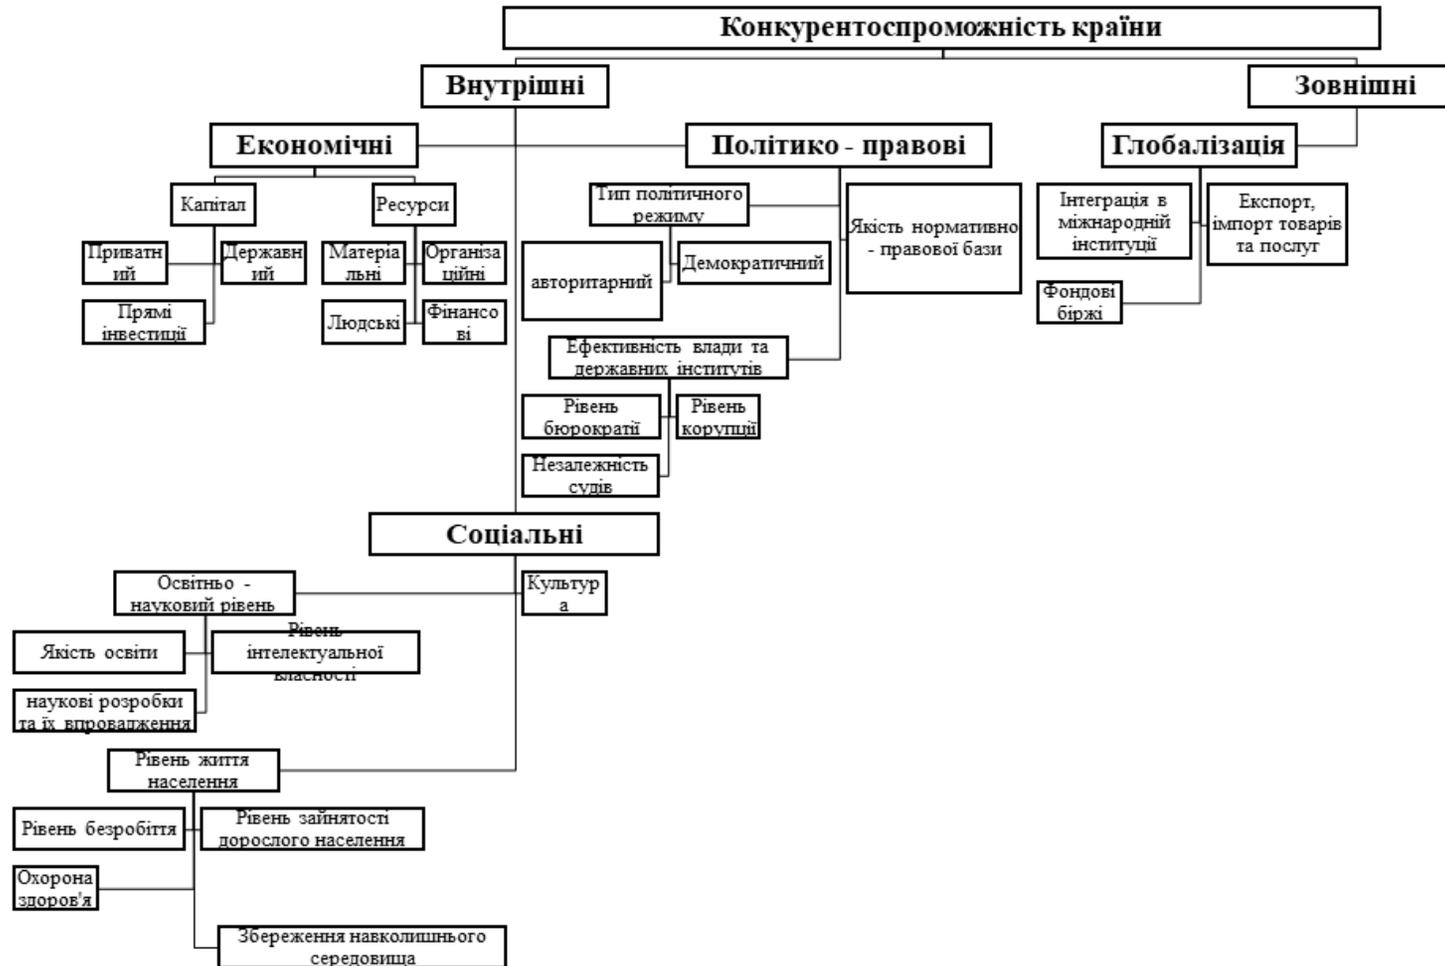 Конкурентоспроможність країни
Внутрішні
Зовнішні
Економічні
Політико - правові
Глобалізація
Капітал
Ресурси
Приватн
ий
Державн
ий
Прямі
інвестиції
Матеріа
льні
Організа
ційні
Людські
Фінансо
ві
Тип політичного
режиму
авторитарний
Демократичний
Якість нормативно
- правової бази
Ефективність влади та
державних інститутів
Рівень
бюрократії
Рівень
корупції
Незалежність
судів
Інтеграція в
міжнародній
інституції
Експорт,
імпорт товарів
та послуг
Фондові
біржі
Соціальні
Освітньо -
науковий рівень
Культур
а
Якість освіти
Рівень
інтелектуальної
власності
наукові розробки
та їх впровадження
Рівень життя
населення
Рівень безробіття
Рівень зайнятості
дорослого населення
Охорона
здоров'я
Збереження навколишнього
середовища